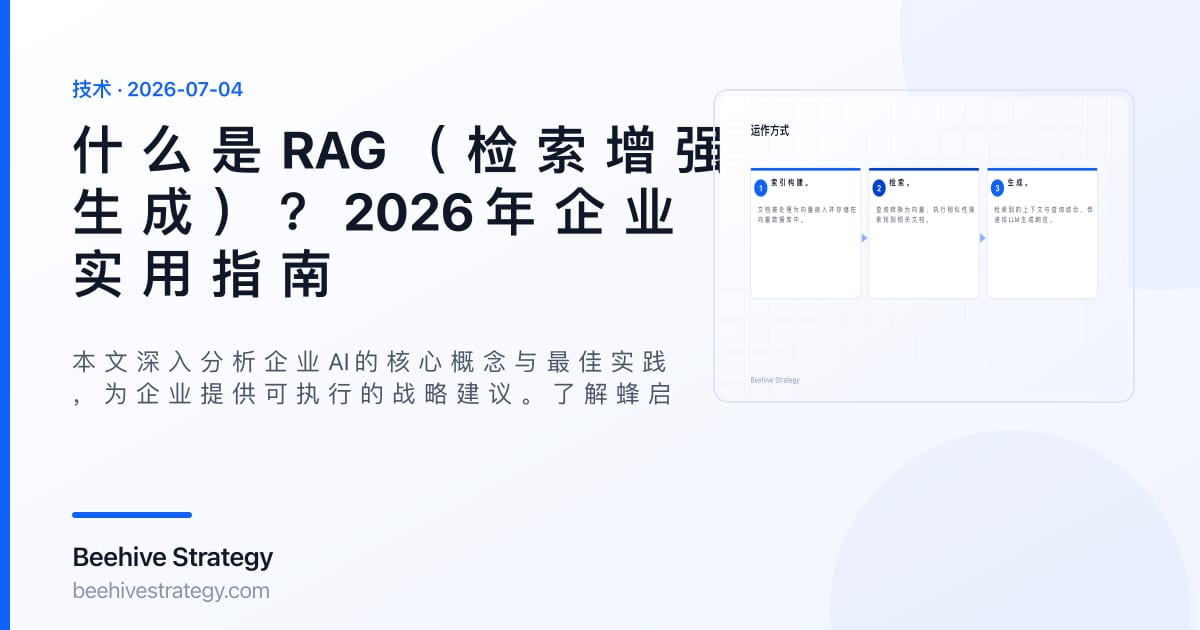 技术 · 2026-07-04
什么是RAG（检索增强
生成）？2026年企业
实用指南
本文深入分析企业AI的核心概念与最佳实践
，为企业提供可执行的战略建议。了解蜂启
Beehive Strategy
beehivestrategy.com
运作方式
1 索引构建。
文档被处理为向量嵌入并存储在
向量数据库中。
2 检索。
查询转换为向量，执行相似性搜
索找到相关文档。
3 生成。
检索到的上下文与查询结合，传
递给LLM生成响应。
Beehive Strategy